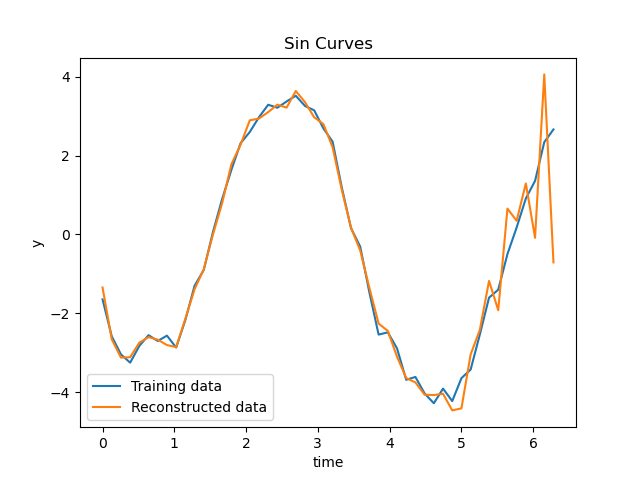 Sin Curves
4
2
0
−2
−4
y
0
1
2
3
4
5
6
time
Training data
Reconstructed data